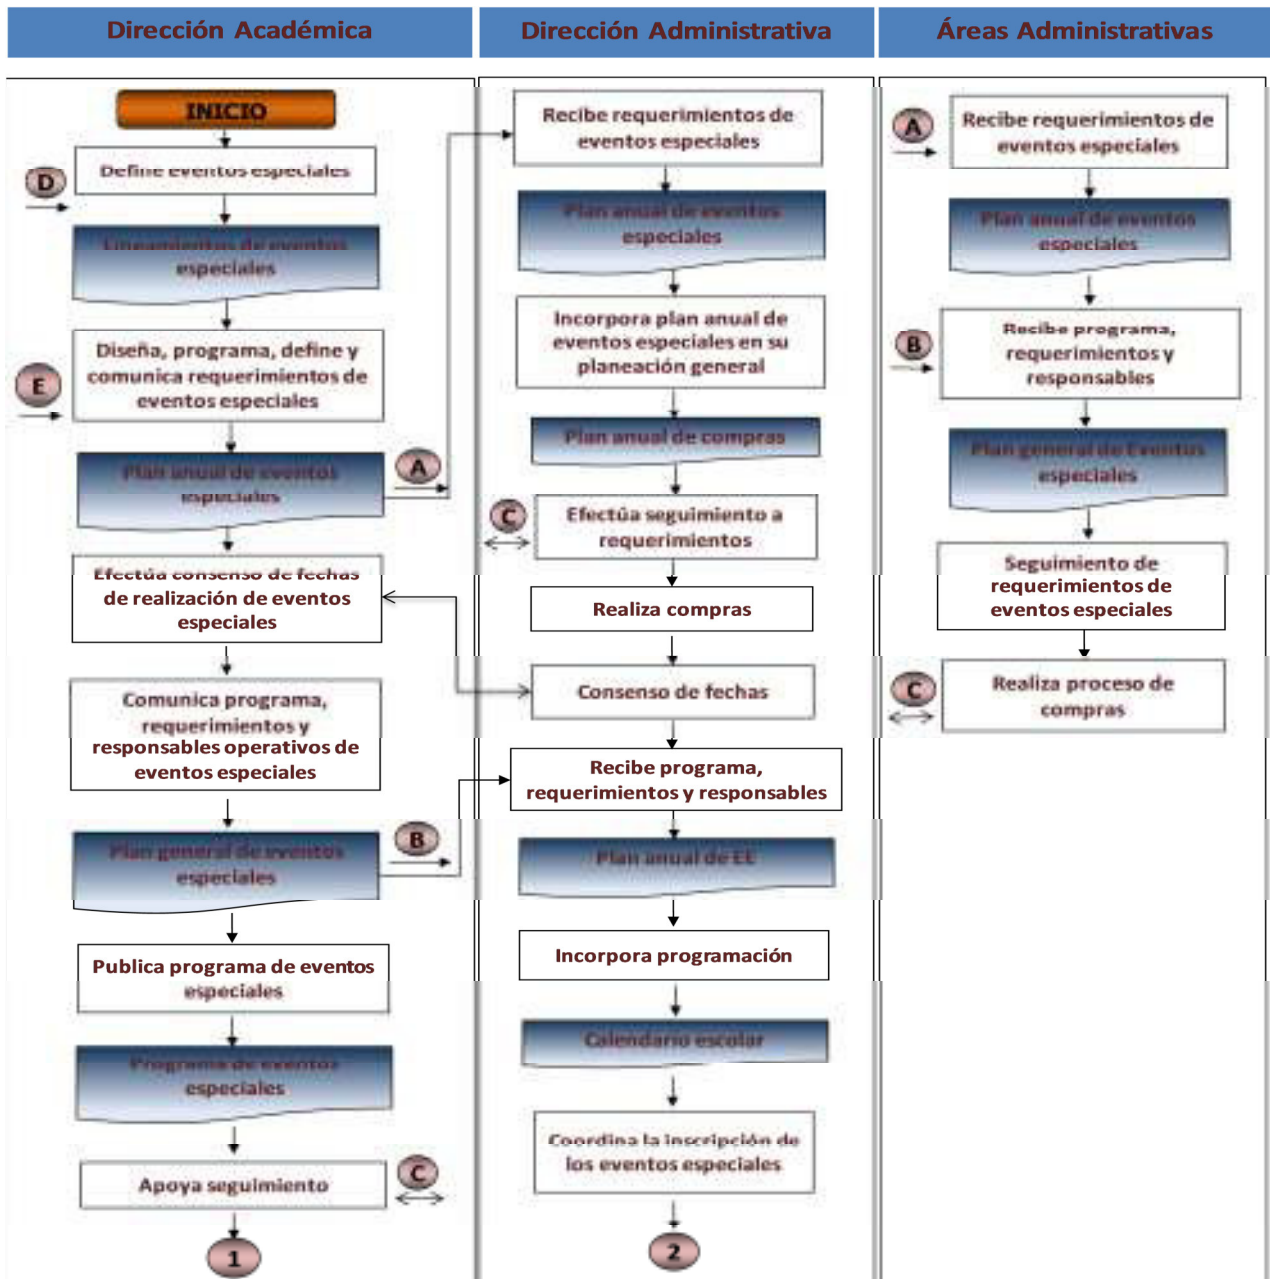 Dirección Académica
Dirección Administrativa
Áreas Administrativas
INICIO
Define eventos especiales
D
Lineamientos de eventos
especiales
Diseña, programa, define y
comunica requerimientos de
eventos especiales
E
Plan anual de eventos
especiales
A
Efectúa consenso de fechas
de realización de eventos
especiales
Comunica programa,
requerimientos y
responsables operativos de
eventos especiales
Plan general de eventos
especiales
B
Publica programa de eventos
especiales
Programa de eventos
especiales
Apoya seguimiento
C
1
Recibe requerimientos de
eventos especiales
Plan anual de eventos
especiales
Incorpora plan anual de
eventos especiales en su
planeación general
Plan anual de compras
C
Efectúa seguimiento a
requerimientos
Realiza compras
Consenso de fechas
Recibe programa,
requerimientos y responsables
Plan anual de EE
Incorpora programación
Calendario escolar
Coordina la inscripción de
los eventos especiales
2
A
Recibe requerimientos de
eventos especiales
Plan anual de eventos
especiales
B
Recibe programa,
requerimientos y
responsables
Plan general de Eventos
especiales
Seguimiento de
requerimientos de
eventos especiales
C
Realiza proceso de
compras